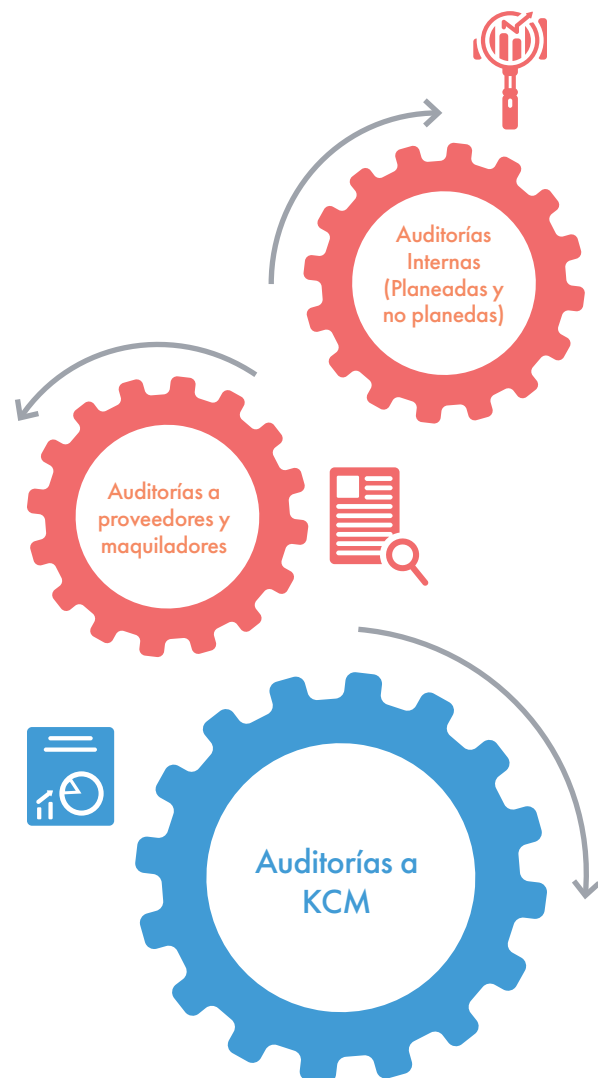 Auditorías
Internas
(Planeadas y
no planedas)
Auditorías a
proveedores y
maquiladores
Auditorías a
KCM